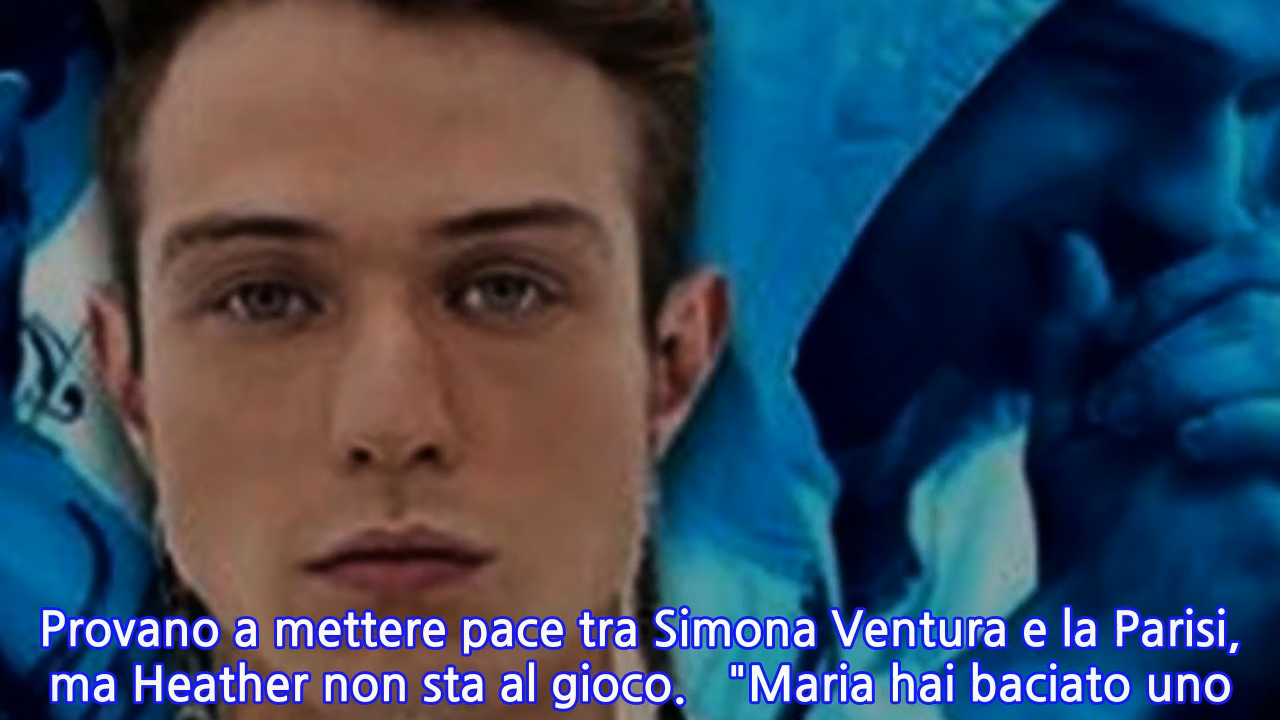 Provano a mettere pace tra Simona Ventura e la Parisi,
ma Heather non sta al gioco.   "Maria hai baciato uno